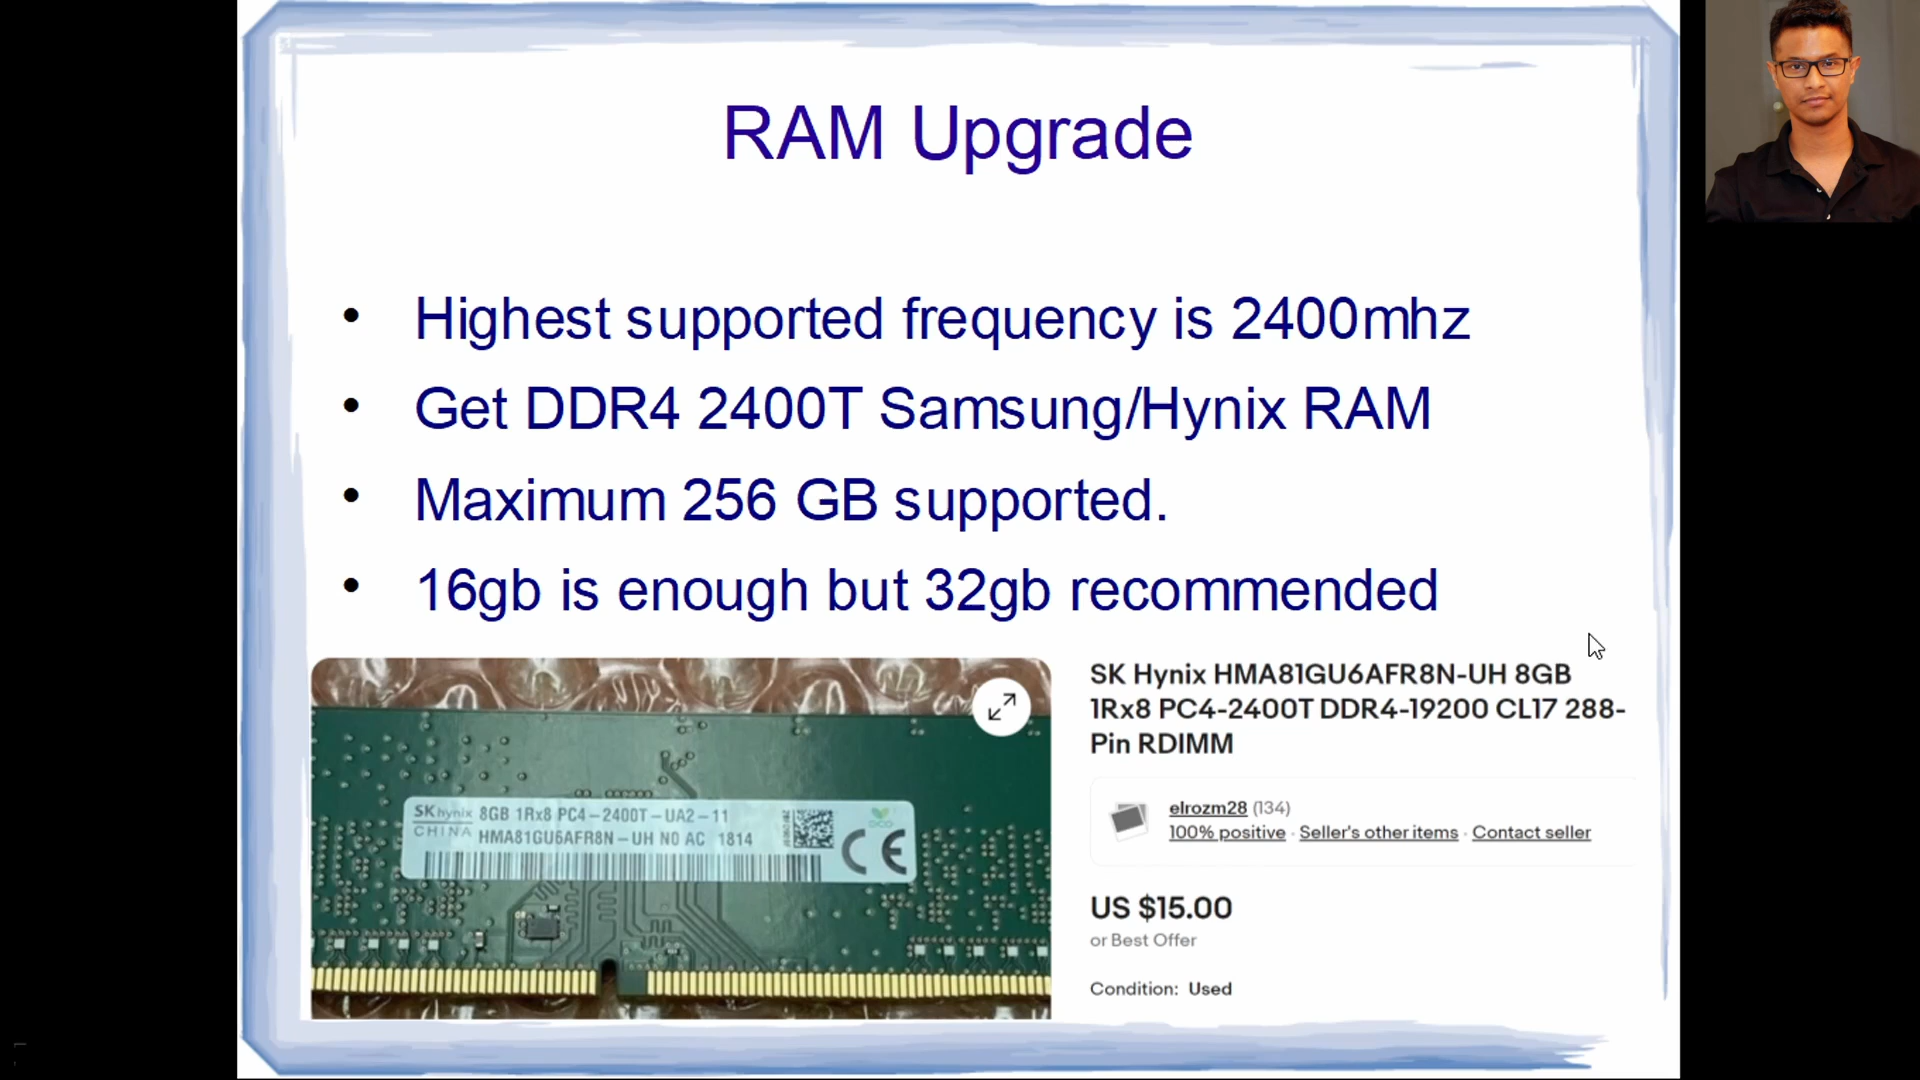 RAM Upgrade
• Highest supported frequency is 2400mhz
• Get DDR4 2400T Samsung/Hynix RAM
• Maximum 256 GB supported.
• 16gb is enough but 32gb recommended
SK hynix 8GB 1Rx8 PC4-2400T-UA2-11
CHINA HMA81GU6AFR8N-UH N0 AC 1814
CE
SK Hynix HMA81GU6AFR8N-UH 8GB
1Rx8 PC4-2400T DDR4-19200 CL17 288-
Pin RDIMM
elrozm28 (134)
100% positive · Seller's other items · Contact seller
US $15.00
or Best Offer
Condition: Used